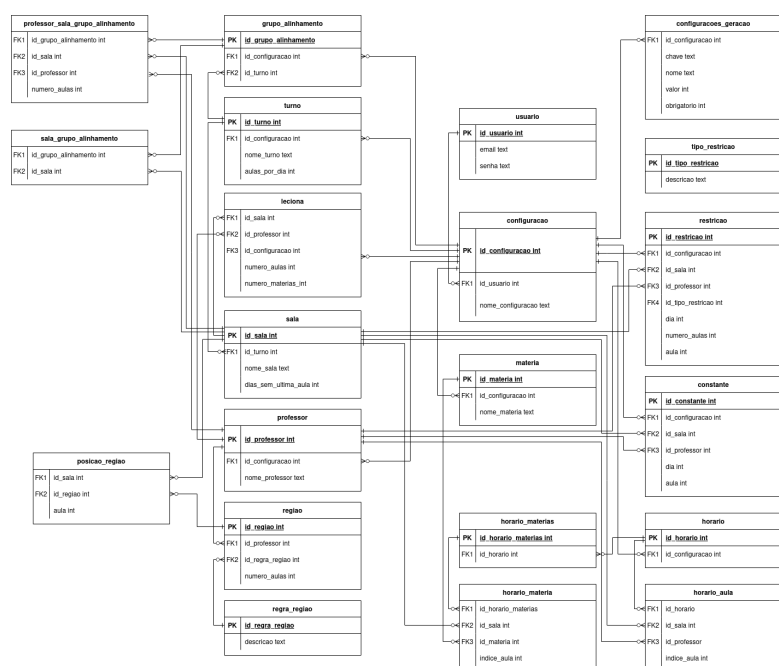 professor_sala_grupo_alinhamento
FK1 id_grupo_alinhamento int
FK2 id_sala int
FK3 id_professor int
numero_aulas int
sala_grupo_alinhamento
FK1 id_grupo_alinhamento int
FK2 id_sala int
posicao_regiao
FK1 id_sala int
FK2 id_regiao int
aula int
grupo_alinhamento
PK id_grupo_alinhamento
FK1 id_configuracao int
FK2 id_turno int
turno
PK id_turno int
FK1 id_configuracao int
nome_turno text
aulas_por_dia int
leciona
FK1 id_sala int
FK2 id_professor int
FK3 id_configuracao int
numero_aulas int
numero_materias_int
sala
PK id_sala int
FK1 id_turno int
nome_sala text
dias_sem_ultima_aula int
professor
PK id_professor int
FK1 id_configuracao int
nome_professor text
regiao
PK id_regiao int
FK1 id_professor int
FK2 id_regra_regiao int
numero_aulas int
regra_regiao
PK id_regra_regiao
descricao text
usuario
PK id_usuario int
email text
senha text
configuracao
PK id_configuracao int
FK1 id_usuario int
nome_configuracao text
materia
PK id_materia int
FK1 id_configuracao int
nome_materia text
horario_materias
PK id_horario_materias int
FK1 id_horario int
horario_materia
FK1 id_horario_materias
FK2 id_sala int
FK3 id_materia int
indice_aula int
configuracoes_geracao
FK1 id_configuracao int
chave text
nome text
valor int
obrigatorio int
tipo_restricao
PK id_tipo_restricao
descricao text
restricao
PK id_restricao int
FK1 id_configuracao int
FK2 id_sala int
FK3 id_professor int
FK4 id_tipo_restricao int
dia int
numero_aulas int
aula int
constante
PK id_constante int
FK1 id_configuracao int
FK2 id_sala int
FK3 id_professor int
dia int
aula int
horario
PK id_horario int
FK1 id_configuracao int
horario_aula
FK1 id_horario
FK2 id_sala int
FK3 id_professor
indice_aula int